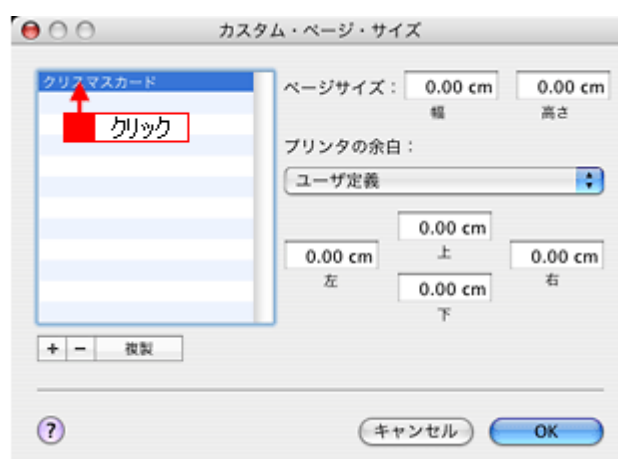 カスタム・ページ・サイズ
クリスマスカード
クリック
ページサイズ： 0.00 cm 0.00 cm
幅 高さ
プリンタの余白：
ユーザ定義
0.00 cm
上
0.00 cm 0.00 cm
左 右
0.00 cm
下
+ − 複製
? キャンセル OK